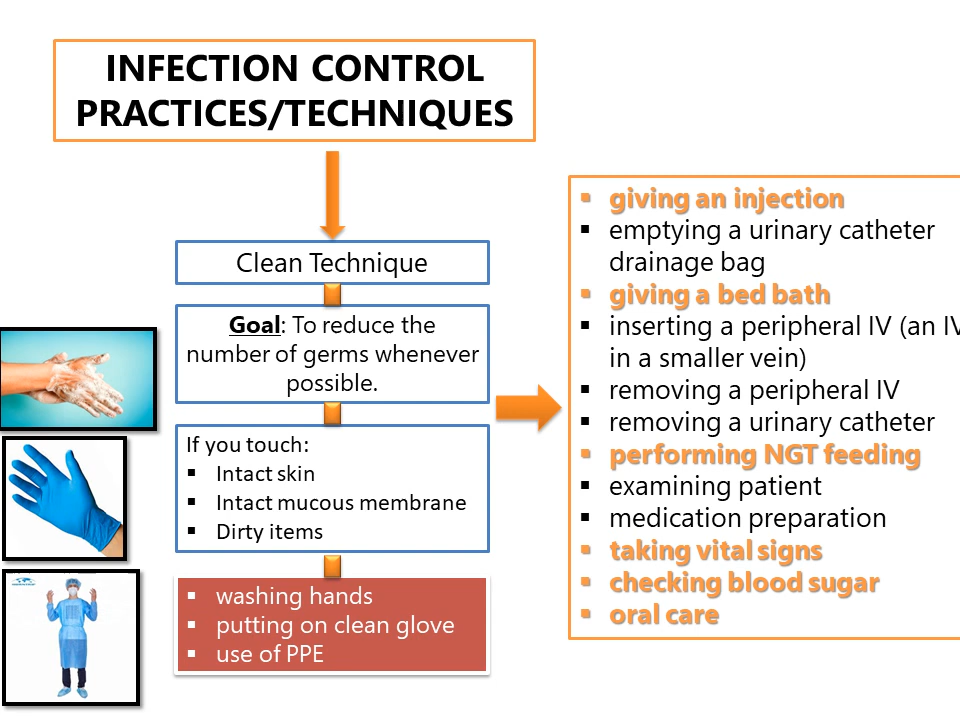 INFECTION CONTROL
PRACTICES/TECHNIQUES
Clean Technique
Goal: To reduce the
number of germs whenever
possible.
If you touch:
▪ Intact skin
▪ Intact mucous membrane
▪ Dirty items
▪ washing hands
▪ putting on clean glove
▪ use of PPE
▪ giving an injection
▪ emptying a urinary catheter
drainage bag
▪ giving a bed bath
▪ inserting a peripheral IV (an IV
in a smaller vein)
▪ removing a peripheral IV
▪ removing a urinary catheter
▪ performing NGT feeding
▪ examining patient
▪ medication preparation
▪ taking vital signs
▪ checking blood sugar
▪ oral care